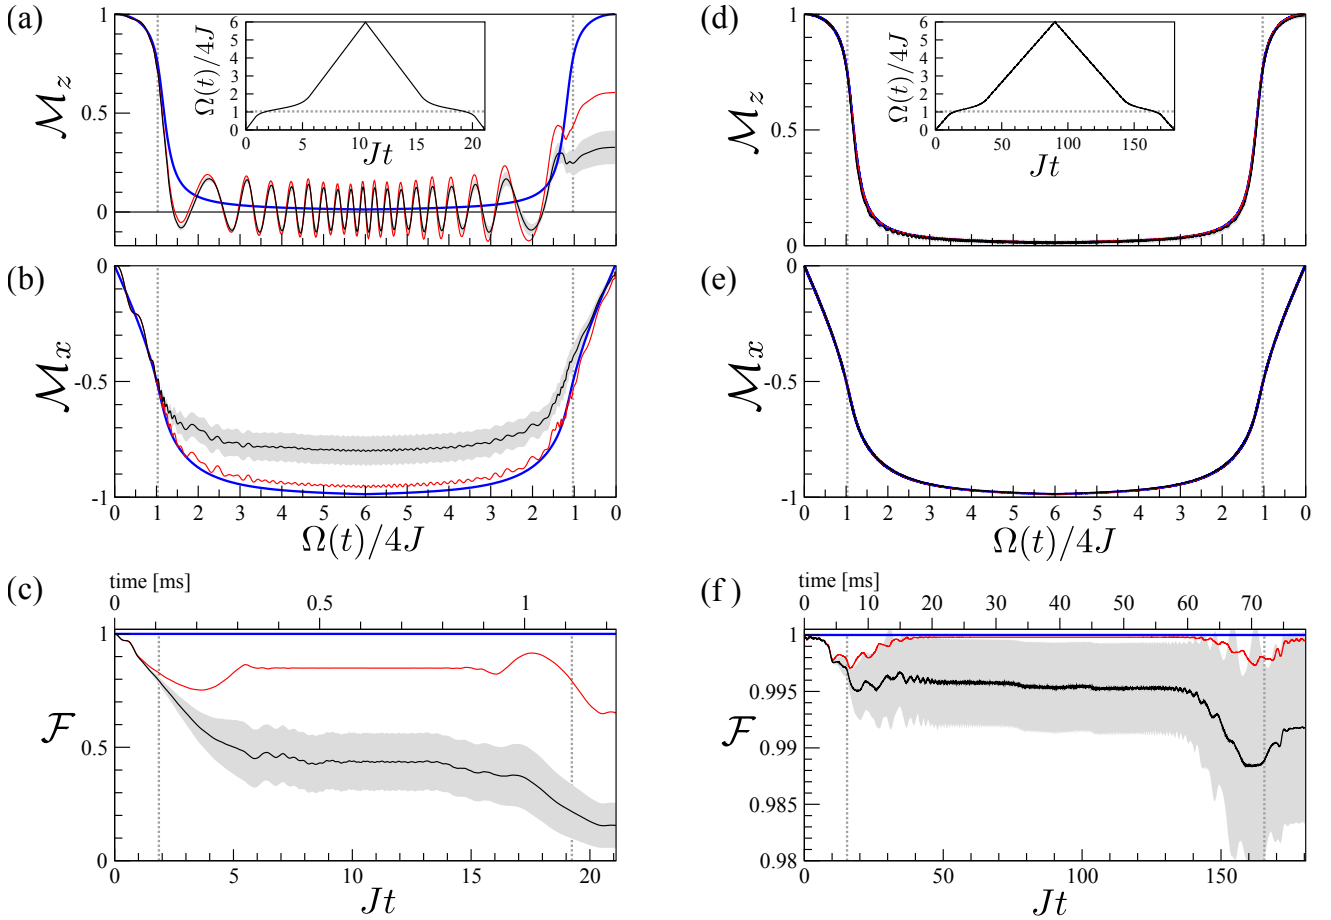 (a)
1
0.5
0
ℳz
Ω(t)/4J
6
5
4
3
2
1
0
0 5 10 15 20
Jt
(b)
0
-0.5
-1
ℳx
0 1 2 3 4 5 6 5 4 3 2 1 0
Ω(t)/4J
(c)
time [ms]
0 0.5 1
1
0.5
0
ℱ
0 5 10 15 20
Jt
(d)
1
0.5
0
ℳz
Ω(t)/4J
6
5
4
3
2
1
0
0 50 100 150
Jt
(e)
0
-0.5
-1
ℳx
0 1 2 3 4 5 6 5 4 3 2 1 0
Ω(t)/4J
(f)
time [ms]
0 10 20 30 40 50 60 70
1
0.995
0.99
0.985
0.98
ℱ
0 50 100 150
Jt